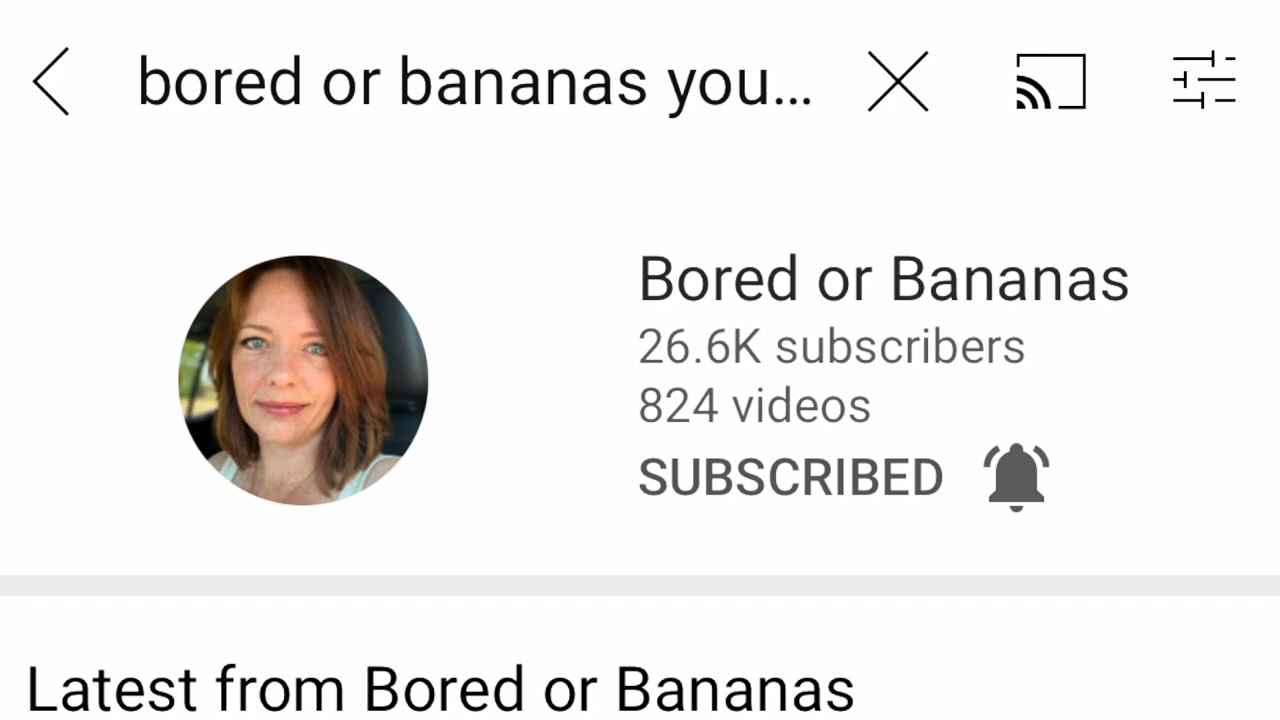 bored or bananas you...
Bored or Bananas
26.6K subscribers
824 videos
SUBSCRIBED
Latest from Bored or Bananas